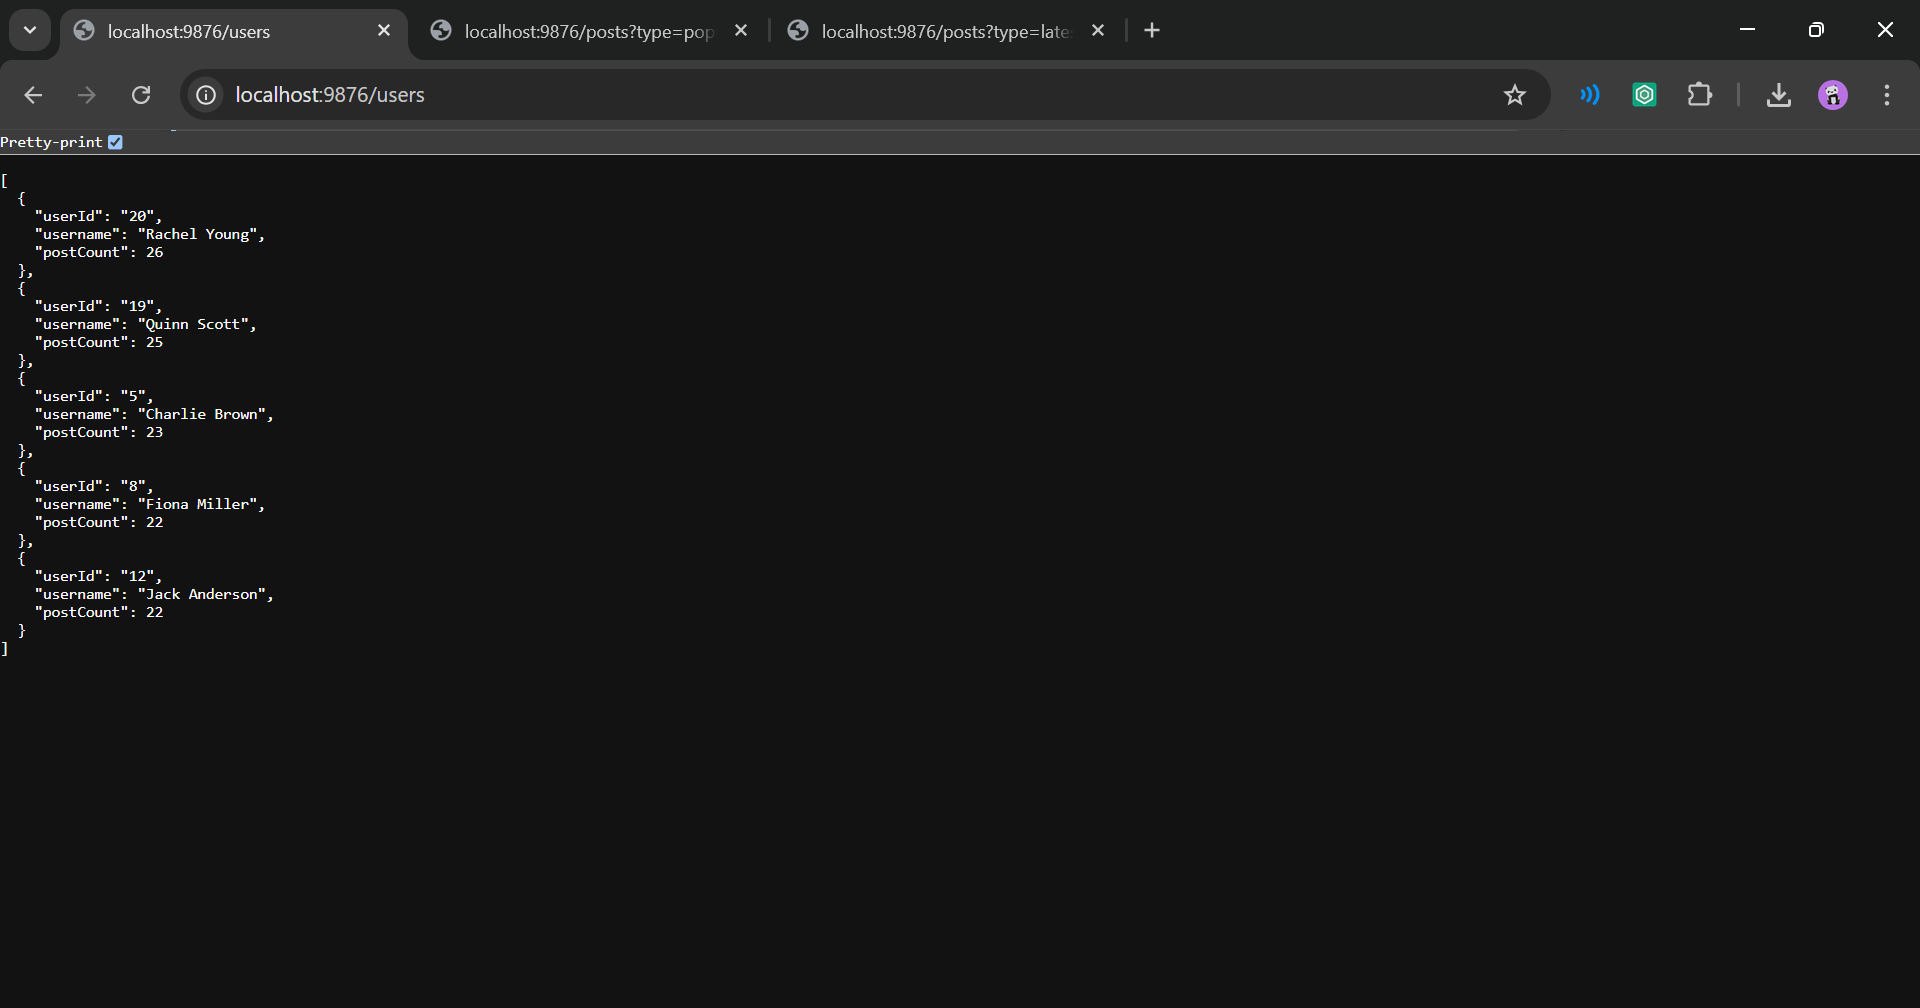 localhost:9876/users
localhost:9876/posts?type=pop
localhost:9876/posts?type=late
localhost:9876/users
Pretty-print
[
  {
    "userId": "20",
    "username": "Rachel Young",
    "postCount": 26
  },
  {
    "userId": "19",
    "username": "Quinn Scott",
    "postCount": 25
  },
  {
    "userId": "5",
    "username": "Charlie Brown",
    "postCount": 23
  },
  {
    "userId": "8",
    "username": "Fiona Miller",
    "postCount": 22
  },
  {
    "userId": "12",
    "username": "Jack Anderson",
    "postCount": 22
  }
]